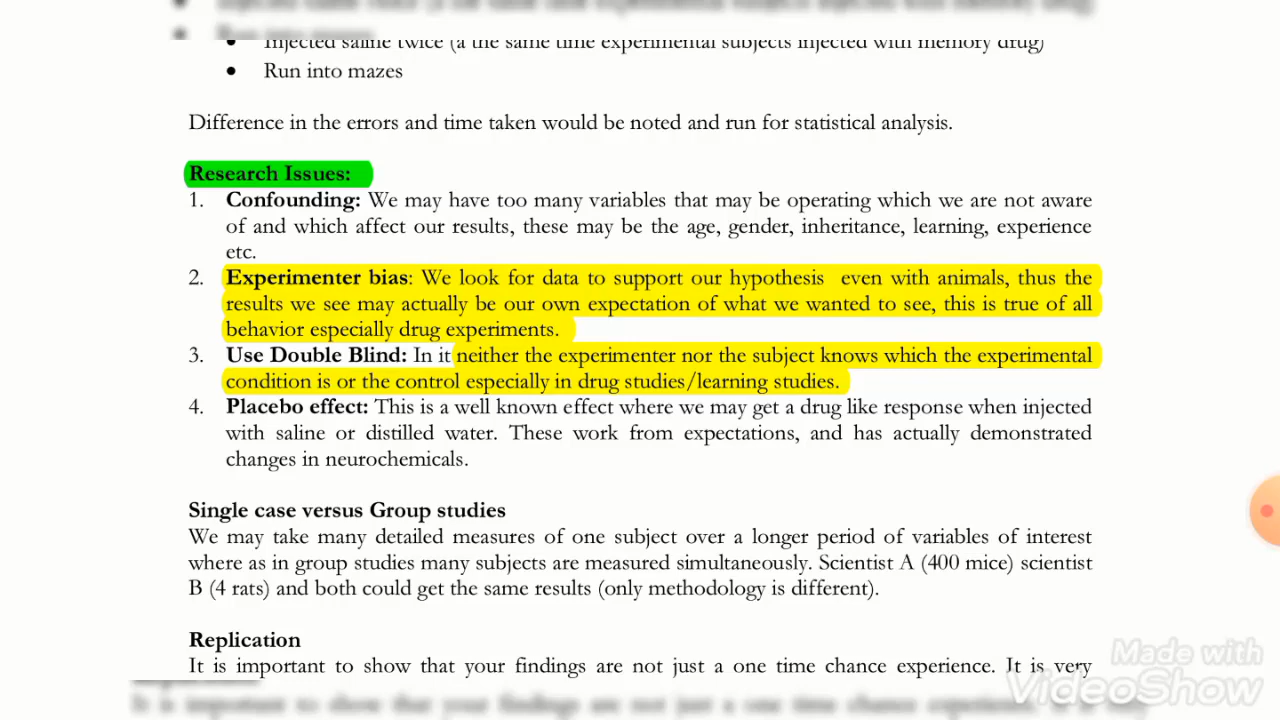 • Injected saline twice (a the same time experimental subjects injected with memory drug)
• Run into mazes
Difference in the errors and time taken would be noted and run for statistical analysis.
Research Issues:
1. Confounding: We may have too many variables that may be operating which we are not aware
of and which affect our results, these may be the age, gender, inheritance, learning, experience
etc.
2. Experimenter bias: We look for data to support our hypothesis even with animals, thus the
results we see may actually be our own expectation of what we wanted to see, this is true of all
behavior especially drug experiments.
3. Use Double Blind: In it neither the experimenter nor the subject knows which the experimental
condition is or the control especially in drug studies/learning studies.
4. Placebo effect: This is a well known effect where we may get a drug like response when injected
with saline or distilled water. These work from expectations, and has actually demonstrated
changes in neurochemicals.
Single case versus Group studies
We may take many detailed measures of one subject over a longer period of variables of interest
where as in group studies many subjects are measured simultaneously. Scientist A (400 mice) scientist
B (4 rats) and both could get the same results (only methodology is different).
Replication
It is important to show that your findings are not just a one time chance experience. It is very
Made with
VideoShow